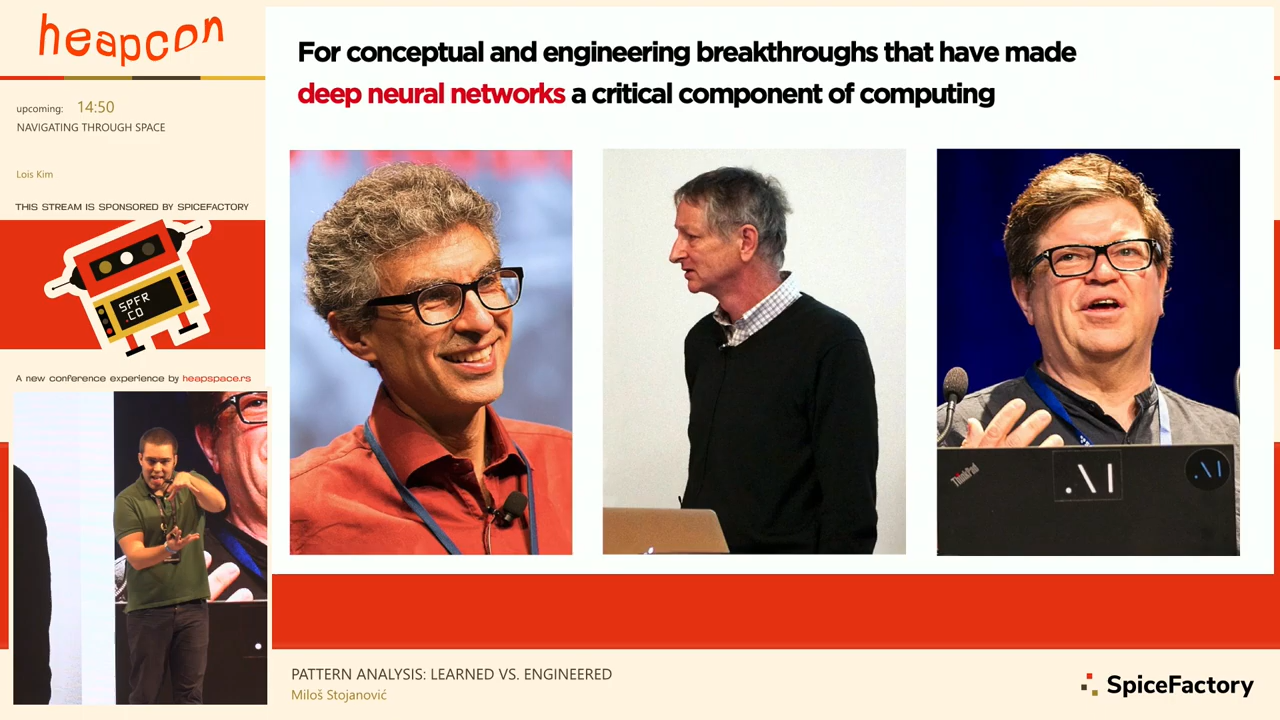 heapcon
upcoming: 14:50
NAVIGATING THROUGH SPACE
Lois Kim
THIS STREAM IS SPONSORED BY SPICEFACTORY
SPFR
.CO
A new conference experience by heapspace.rs
For conceptual and engineering breakthroughs that have made
deep neural networks a critical component of computing
ThinkPad
.\I
.\I
PATTERN ANALYSIS: LEARNED VS. ENGINEERED
Miloš Stojanović
SpiceFactory